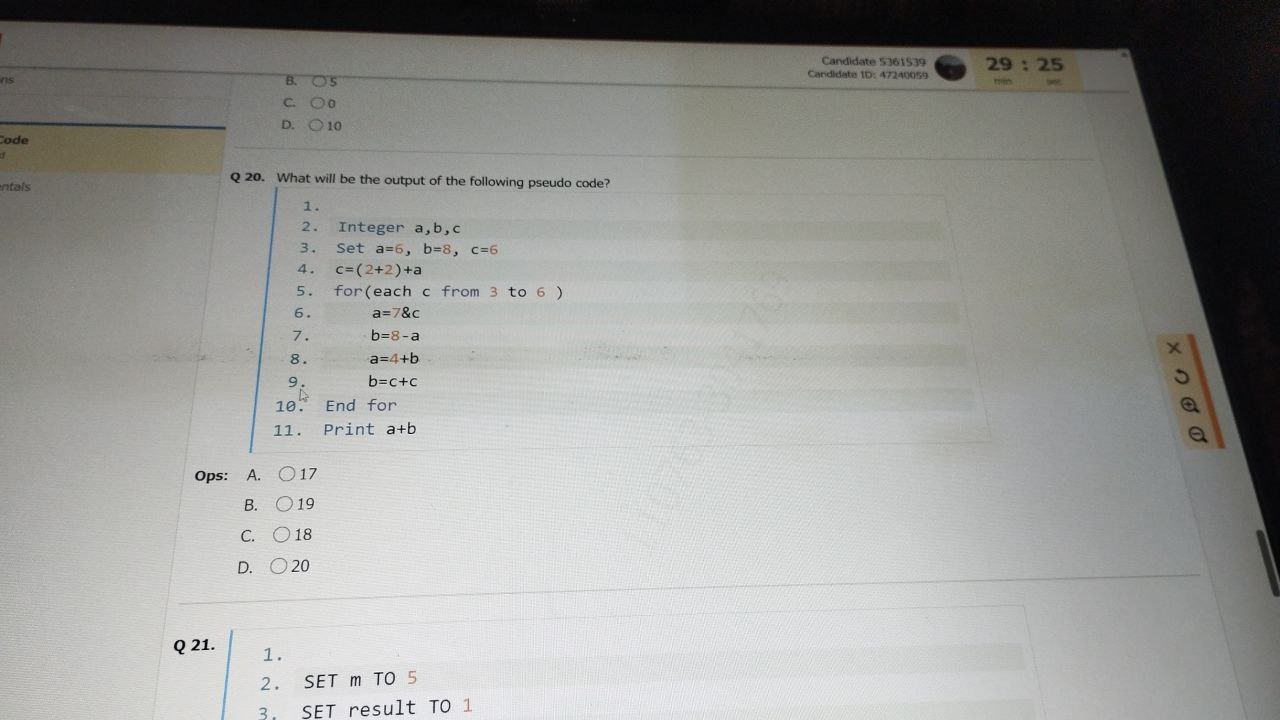 Candidate 5361539
Candidate ID: 47240059
29 : 25
min sec
ns
Code
d
entals
B. 5
C. 0
D. 10
Q 20. What will be the output of the following pseudo code?
1.
2. Integer a,b,c
3. Set a=6, b=8, c=6
4. c=(2+2)+a
5. for(each c from 3 to 6 )
6. a=7&c
7. b=8-a
8. a=4+b
9. b=c+c
10. End for
11. Print a+b
Ops: A. 17
B. 19
C. 18
D. 20
Q 21.
1.
2. SET m TO 5
3. SET result TO 1